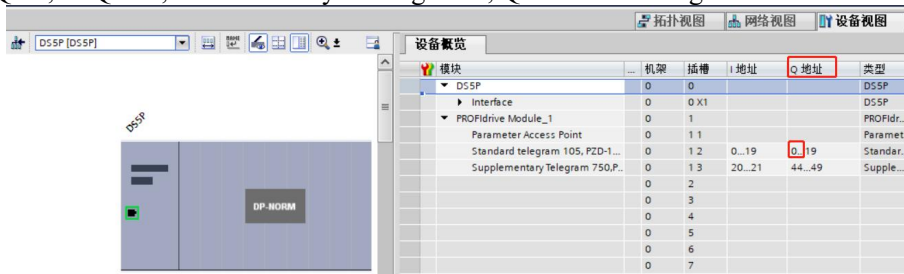 拓扑视图 网络视图 设备视图
DS5P [DS5P]
设备概览
模块 ... 机架 插槽 I 地址 Q 地址 类型
DS5P 0 0 DS5P
Interface 0 0 X1 DS5P
PROFIdrive Module_1 0 1 PROFIdr..
Parameter Access Point 0 1 1 Paramet
Standard telegram 105, PZD-1... 0 1 2 0...19 0...19 Standar..
Supplementary Telegram 750,P.. 0 1 3 20...21 44...49 Supple...
0 2
0 3
0 4
0 5
0 6
0 7
DS5P
DP-NORM